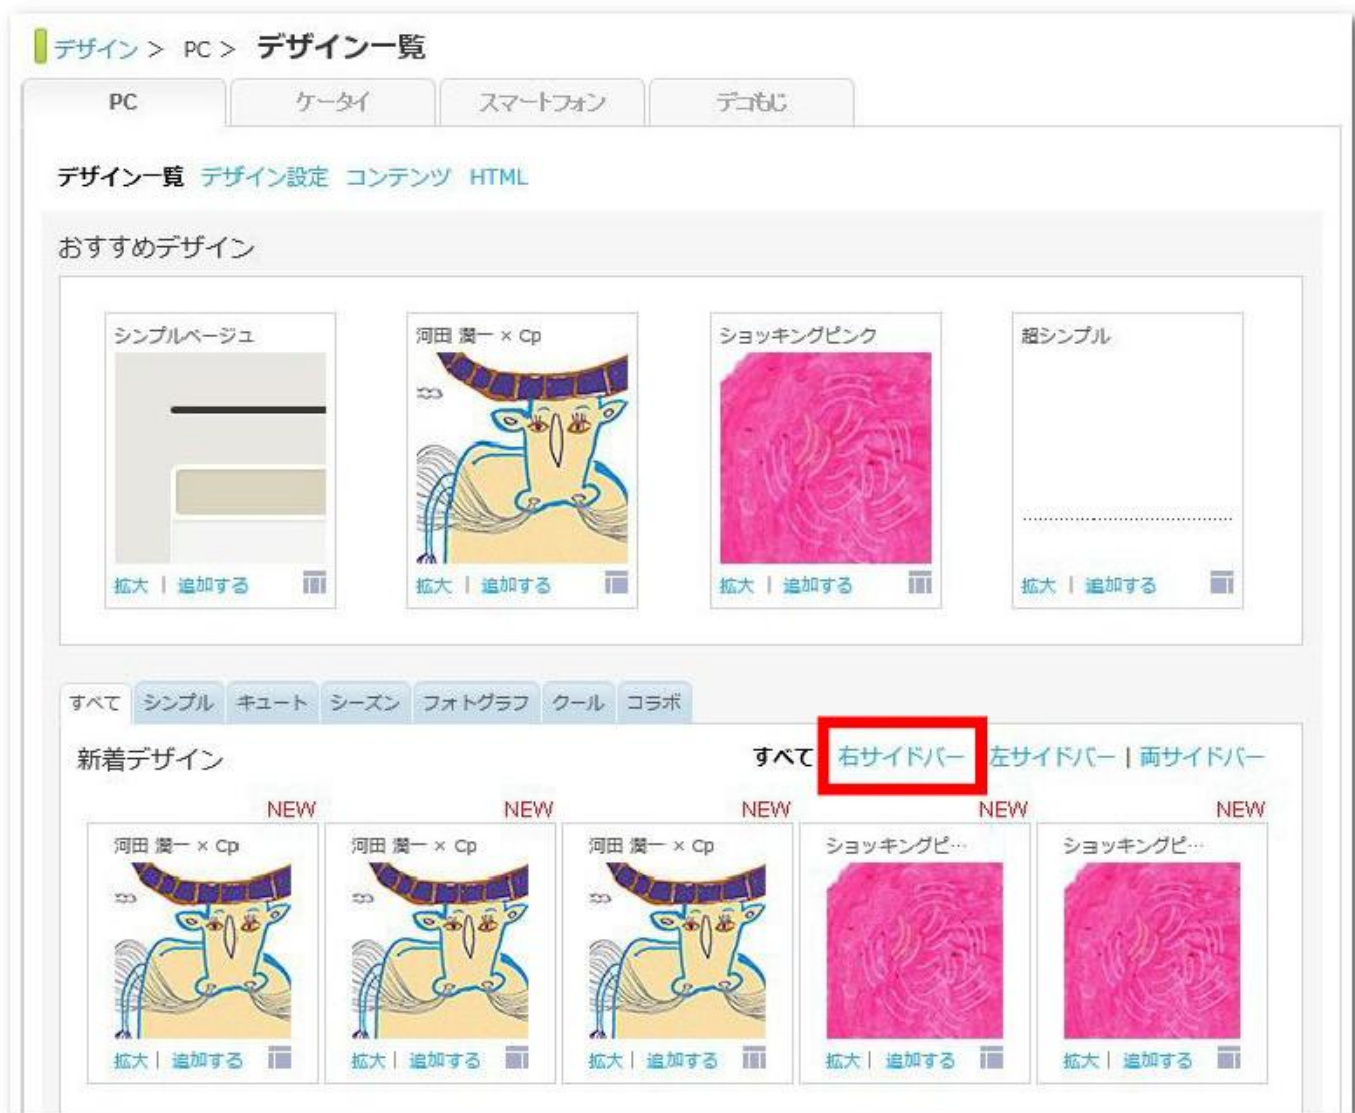 デザイン > PC > デザイン一覧
PC ケータイ スマートフォン デコもじ
デザイン一覧 デザイン設定 コンテンツ HTML
おすすめデザイン
シンプルベージュ 河田 潤一 × Cp ショッキングピンク 超シンプル
拡大 | 追加する 拡大 | 追加する 拡大 | 追加する 拡大 | 追加する
すべて シンプル キュート シーズン フォトグラフ クール コラボ
新着デザイン すべて 右サイドバー 左サイドバー | 両サイドバー
NEW NEW NEW NEW NEW
河田 潤一 × Cp 河田 潤一 × Cp 河田 潤一 × Cp ショッキングピ… ショッキングピ…
拡大 | 追加する 拡大 | 追加する 拡大 | 追加する 拡大 | 追加する 拡大 | 追加する